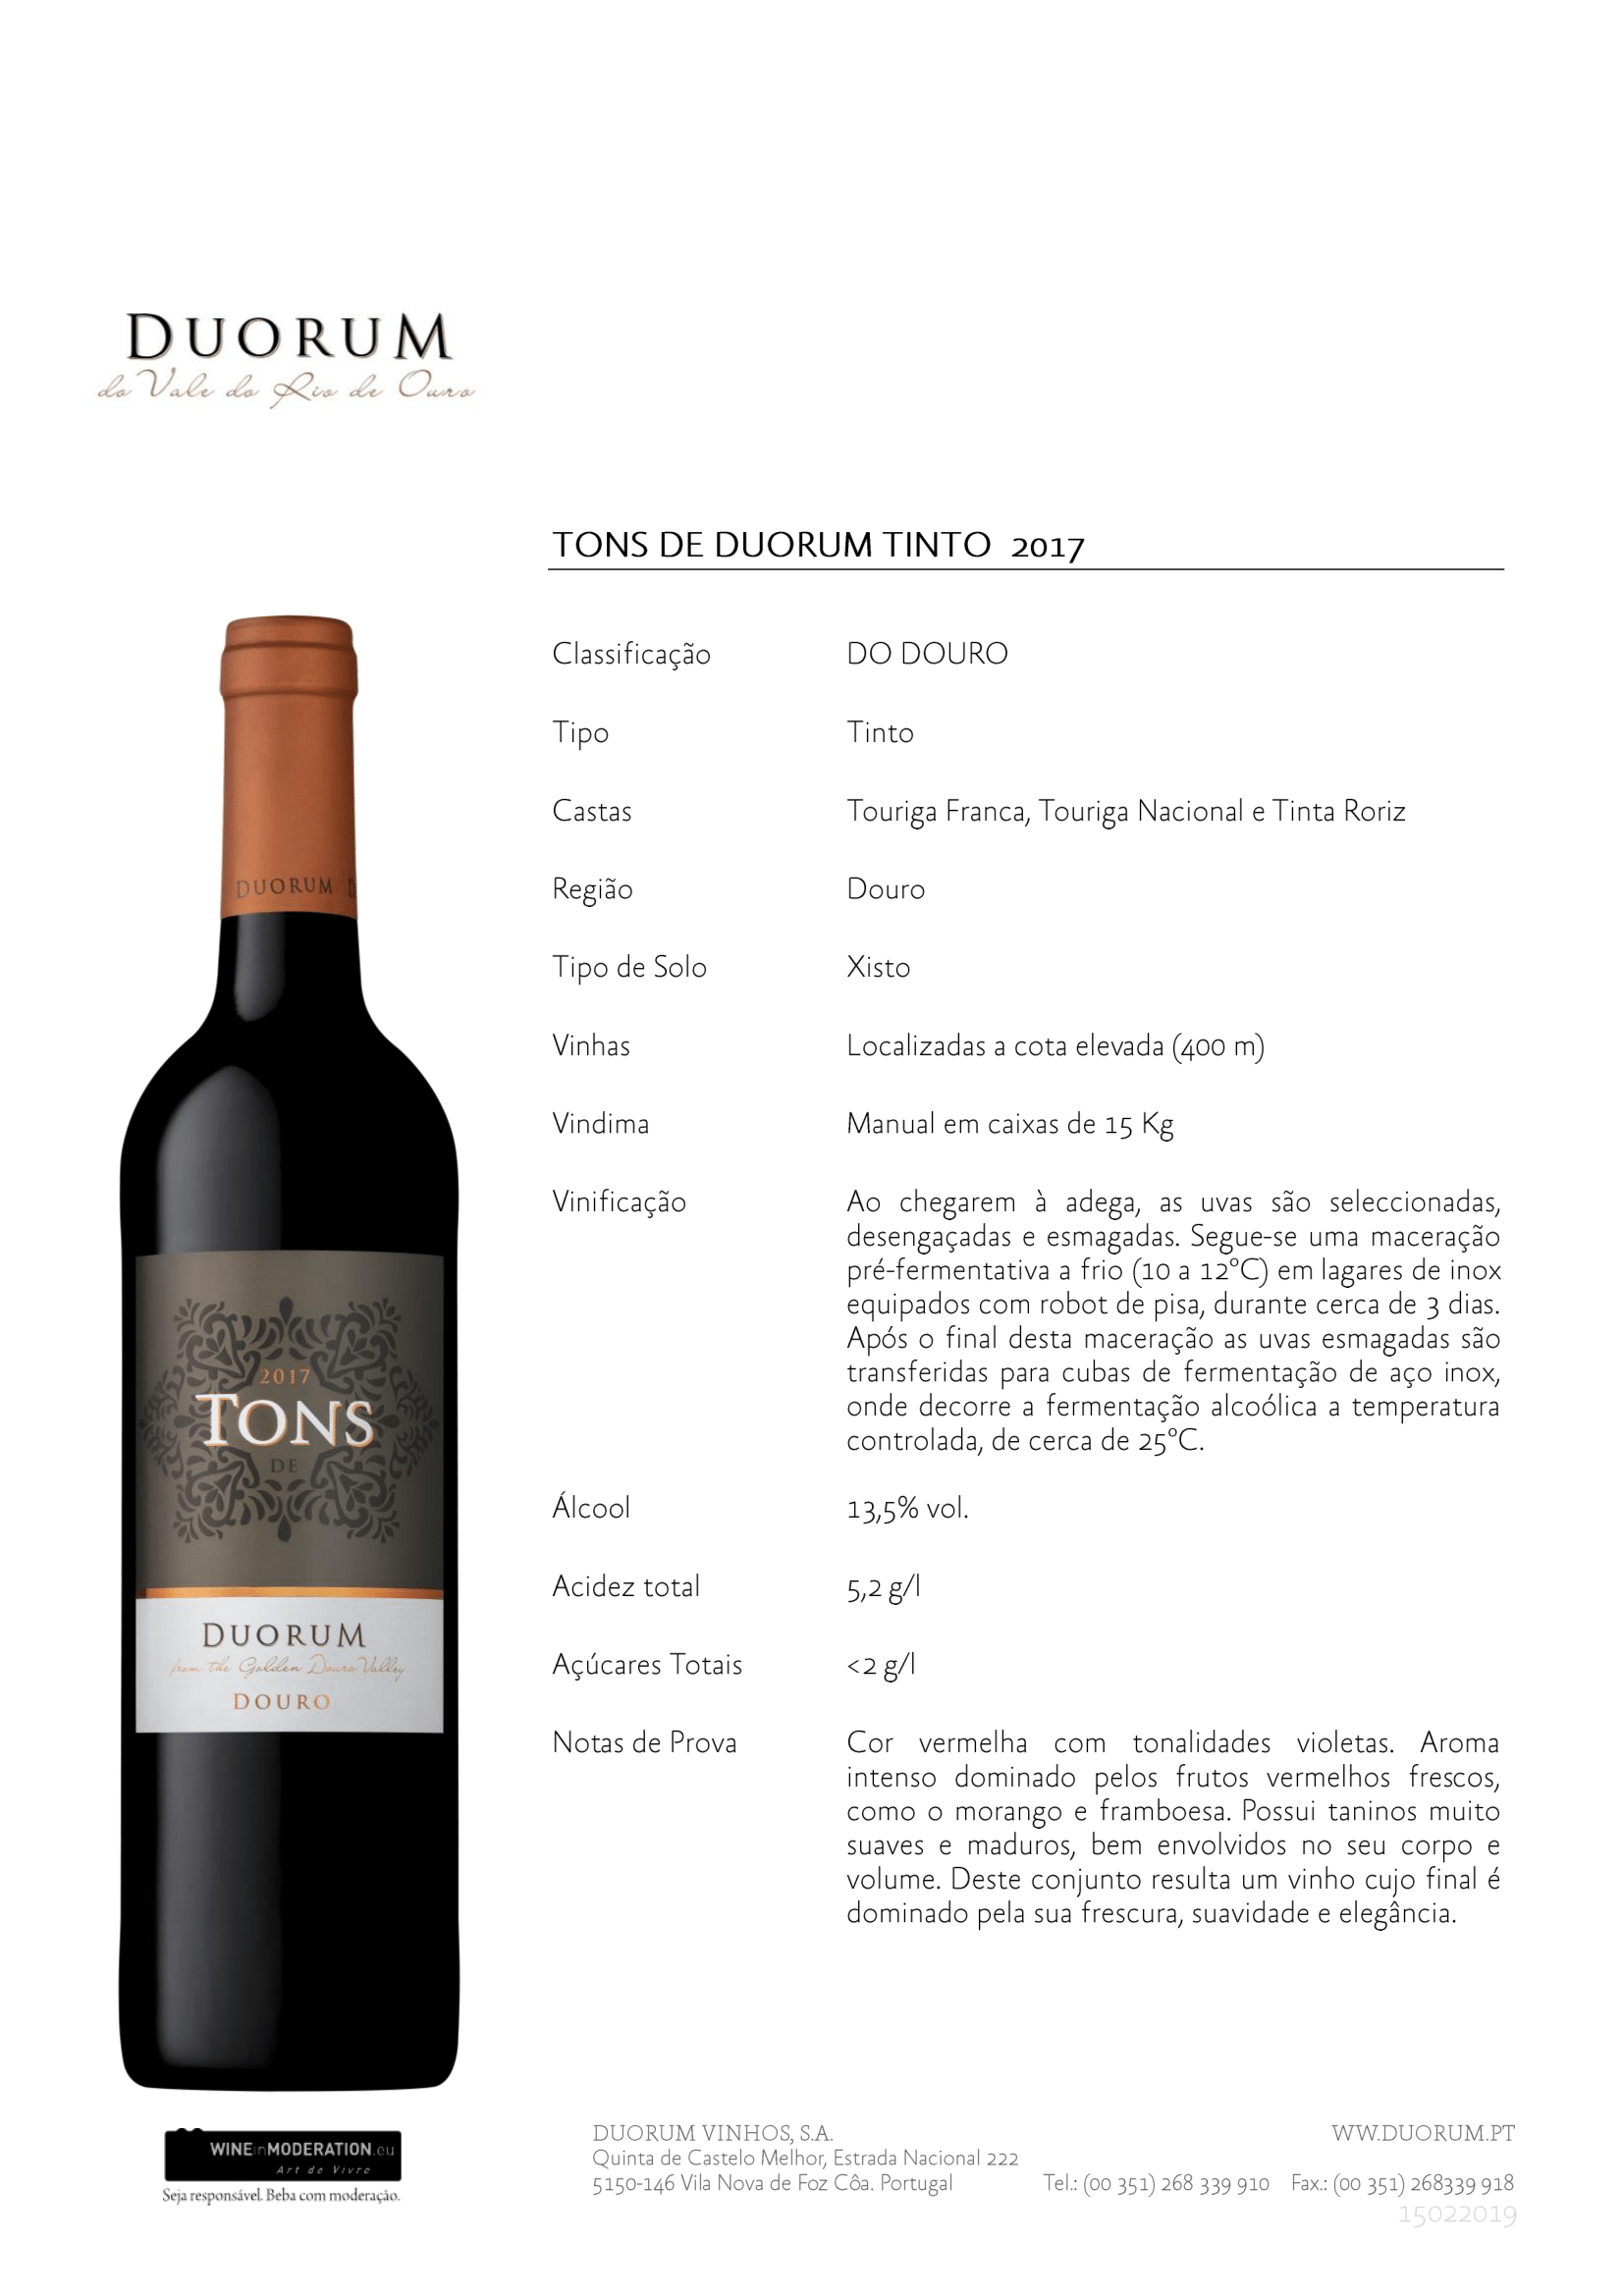 DUORUM
do Vale do Rio de Ouro
TONS DE DUORUM TINTO 2017
Classificação DO DOURO
Tipo Tinto
Castas Touriga Franca, Touriga Nacional e Tinta Roriz
Região Douro
Tipo de Solo Xisto
Vinhas Localizadas a cota elevada (400 m)
Vindima Manual em caixas de 15 Kg
Vinificação Ao chegarem à adega, as uvas são seleccionadas,
desengaçadas e esmagadas. Segue-se uma maceração
pré-fermentativa a frio (10 a 12°C) em lagares de inox
equipados com robot de pisa, durante cerca de 3 dias.
Após o final desta maceração as uvas esmagadas são
transferidas para cubas de fermentação de aço inox,
onde decorre a fermentação alcoólica a temperatura
controlada, de cerca de 25°C.
Álcool 13,5% vol.
Acidez total 5,2 g/l
Açúcares Totais <2 g/l
Notas de Prova Cor vermelha com tonalidades violetas. Aroma
intenso dominado pelos frutos vermelhos frescos,
como o morango e framboesa. Possui taninos muito
suaves e maduros, bem envolvidos no seu corpo e
volume. Deste conjunto resulta um vinho cujo final é
dominado pela sua frescura, suavidade e elegância.
DUORUM D
2017
TONS
DE
DUORUM
from the Golden Douro Valley
DOURO
WINEinMODERATION.eu
Art de Vivre
Seja responsável. Beba com moderação.
DUORUM VINHOS, S.A. WW.DUORUM.PT
Quinta de Castelo Melhor, Estrada Nacional 222
5150-146 Vila Nova de Foz Côa. Portugal Tel.: (00 351) 268 339 910 Fax.: (00 351) 268339 918
15022019